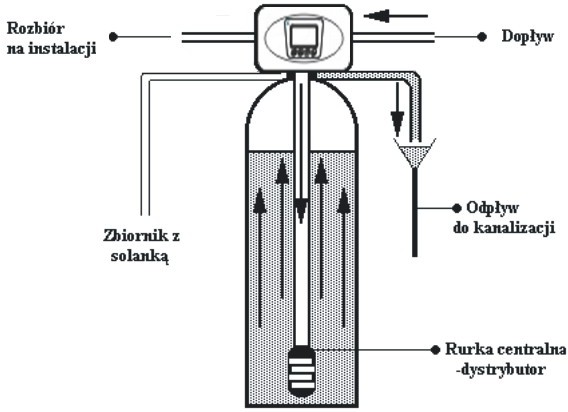 Rozbiór
na instalacji
Dopływ
Zbiornik z
solanką
Odpływ
do kanalizacji
Rurka centralna
-dystrybutor